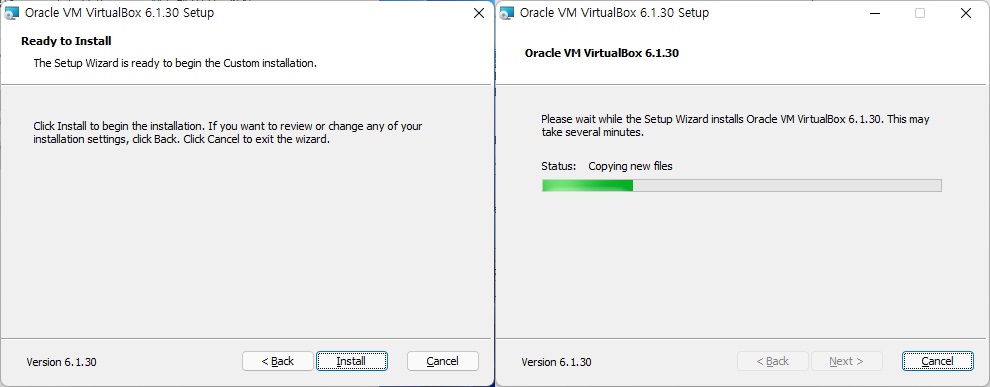 Oracle VM VirtualBox 6.1.30 Setup
Ready to Install
The Setup Wizard is ready to begin the Custom installation.
Click Install to begin the installation. If you want to review or change any of your
installation settings, click Back. Click Cancel to exit the wizard.
Version 6.1.30
< Back
Install
Cancel
Oracle VM VirtualBox 6.1.30 Setup
Oracle VM VirtualBox 6.1.30
Please wait while the Setup Wizard installs Oracle VM VirtualBox 6.1.30. This may
take several minutes.
Status: Copying new files
Version 6.1.30
< Back
Next >
Cancel